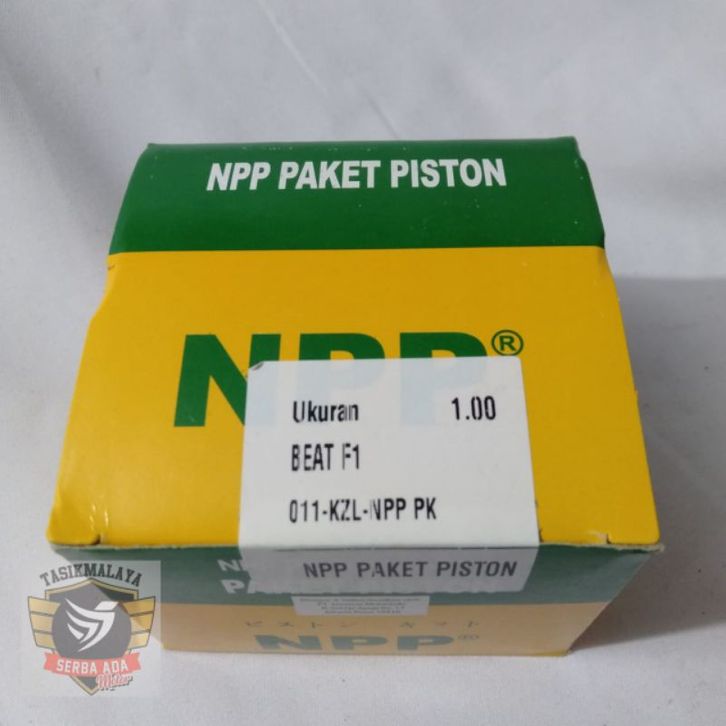 NPP PAKET PISTON
NPP®
Ukuran 1.00
BEAT F1
011-KZL-NPP PK
NPP PAKET PISTON
NPP®
TASIKMALAYA
SERBA ADA
Motor